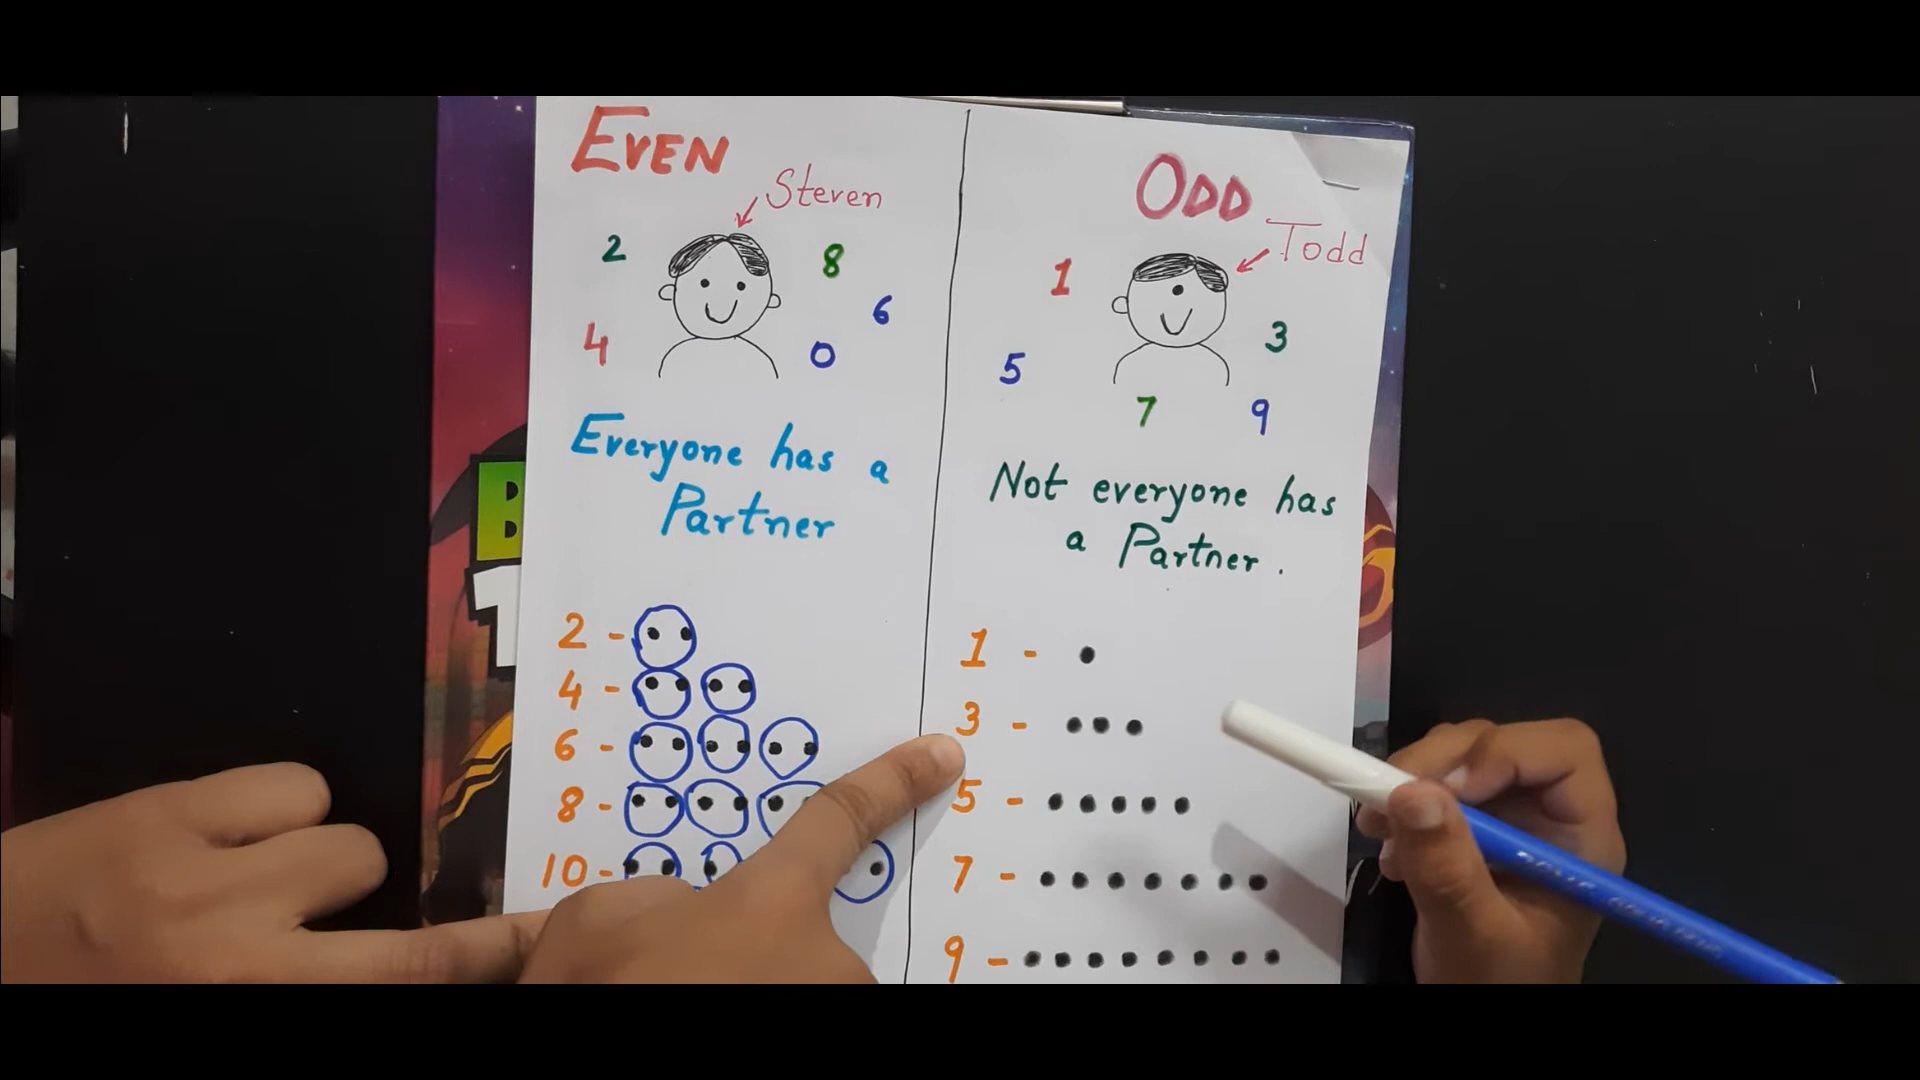 EVEN
Steven
2
8
6
4
0
Everyone has a
Partner
2 -
4 -
6 -
8 -
10 -
ODD
Todd
1
3
5
7
9
Not everyone has
a Partner.
1 -
3 -
5 -
7 -
9 -